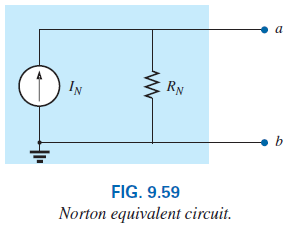 a
I_N
R_N
b
FIG. 9.59
Norton equivalent circuit.